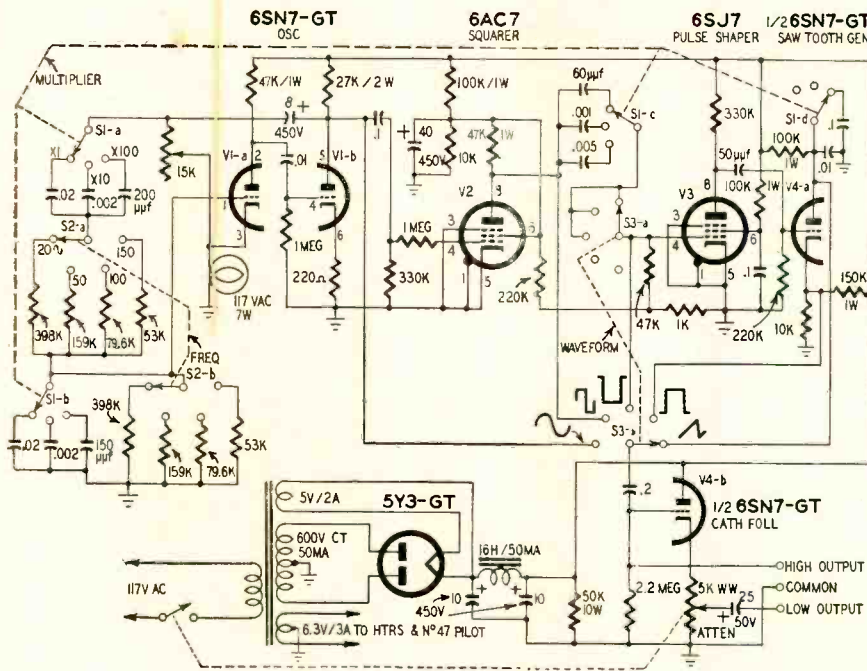 6SN7-GT
OSC
6AC7
SQUARER
6SJ7
PULSE SHAPER
1/2 6SN7-GT
SAW TOOTH GEN
MULTIPLIER
47K/1W
27K/2W
100K/1W
60µµf
.001
.005
S1-c
330K
S1-d
.1
.01
100K
1W
50µµf
100K
1W
S1-a
X1
X10
X100
.02
.002
200
µµf
15K
8
+
450V
.1
.01
V1-a
2
3
V1-b
5
4
6
1 MEG
220Ω
117 VAC
7W
+
40
450V
10K
47K
1W
V2
8
3
4
6
1
5
1 MEG
330K
220K
S3-a
V3
8
3
4
6
1
5
.1
V4-a
47K
1K
220K
10K
150K
1W
S2-a
20~
50
100
150
398K
159K
79.6K
53K
FREQ
S2-b
S1-b
.02
.002
150
µµf
398K
159K
79.6K
53K
WAVEFORM
.2
V4-b
1/2 6SN7-GT
CATH FOLL
5V/2A
5Y3-GT
600V CT
50MA
16H/50MA
117V AC
+
10
450V
+
10
50K
10W
2.2 MEG
5K WW
ATTEN
25
+
50V
HIGH OUTPUT
COMMON
LOW OUTPUT
6.3V/3A TO HTRS & Nº47 PILOT